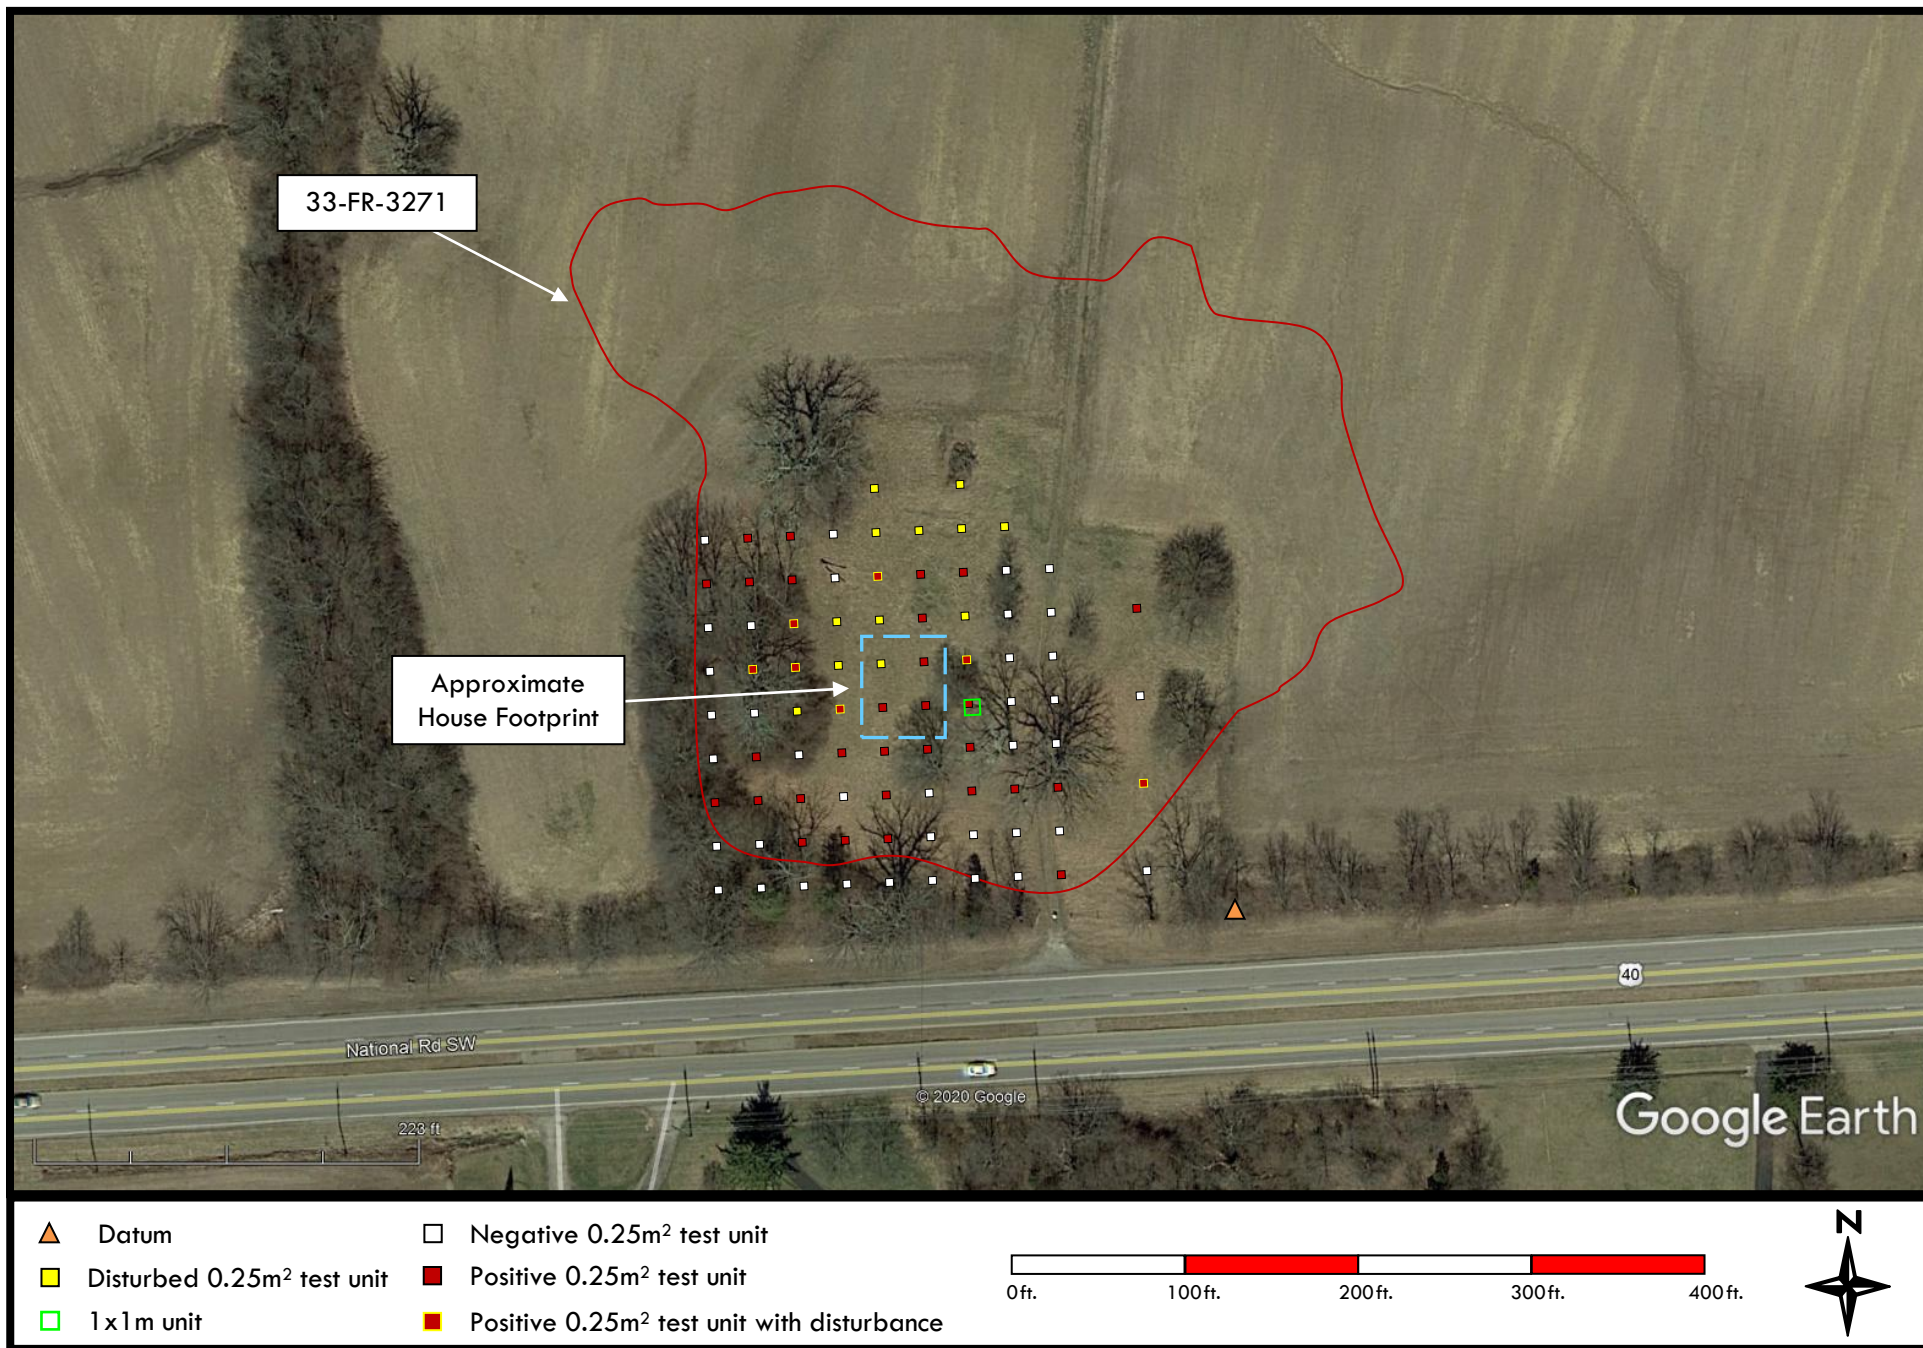 33-FR-3271
Approximate
House Footprint
40
National Rd SW
© 2020 Google
223 ft
Google Earth
Datum
Negative 0.25m² test unit
Disturbed 0.25m² test unit
Positive 0.25m² test unit
1x1m unit
Positive 0.25m² test unit with disturbance
0ft. 100ft. 200ft. 300ft. 400ft.
N